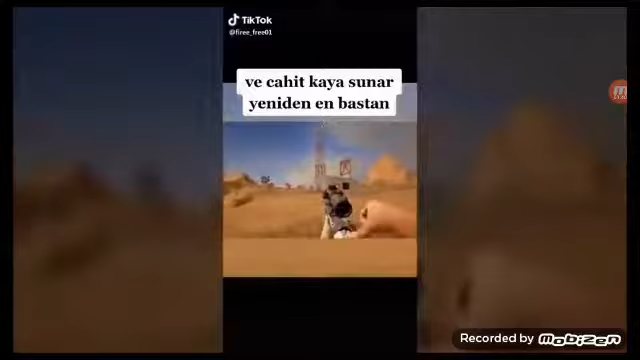 TikTok
@firee_free01
ve cahit kaya sunar
yeniden en bastan
Recorded by MOBIZEN